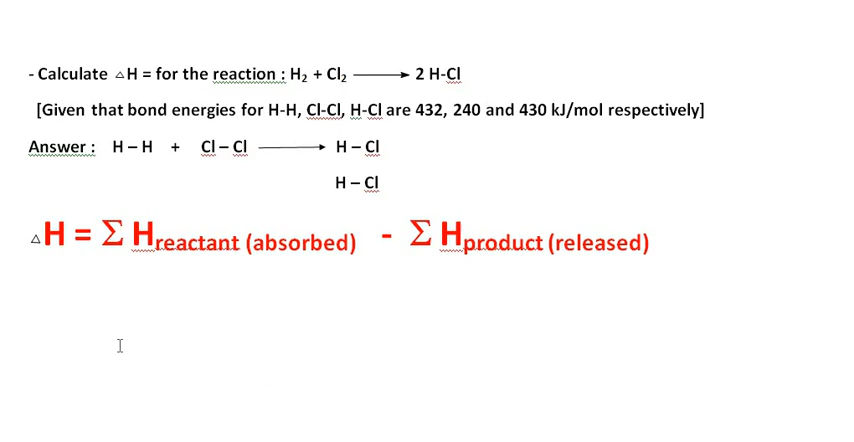 - Calculate △H = for the reaction : H₂ + Cl₂ ⟶ 2 H-Cl
[Given that bond energies for H-H, Cl-Cl, H-Cl are 432, 240 and 430 kJ/mol respectively]
Answer : H – H + Cl – Cl ⟶ H – Cl
H – Cl
△H = Σ Hreactant (absorbed) - Σ Hproduct (released)